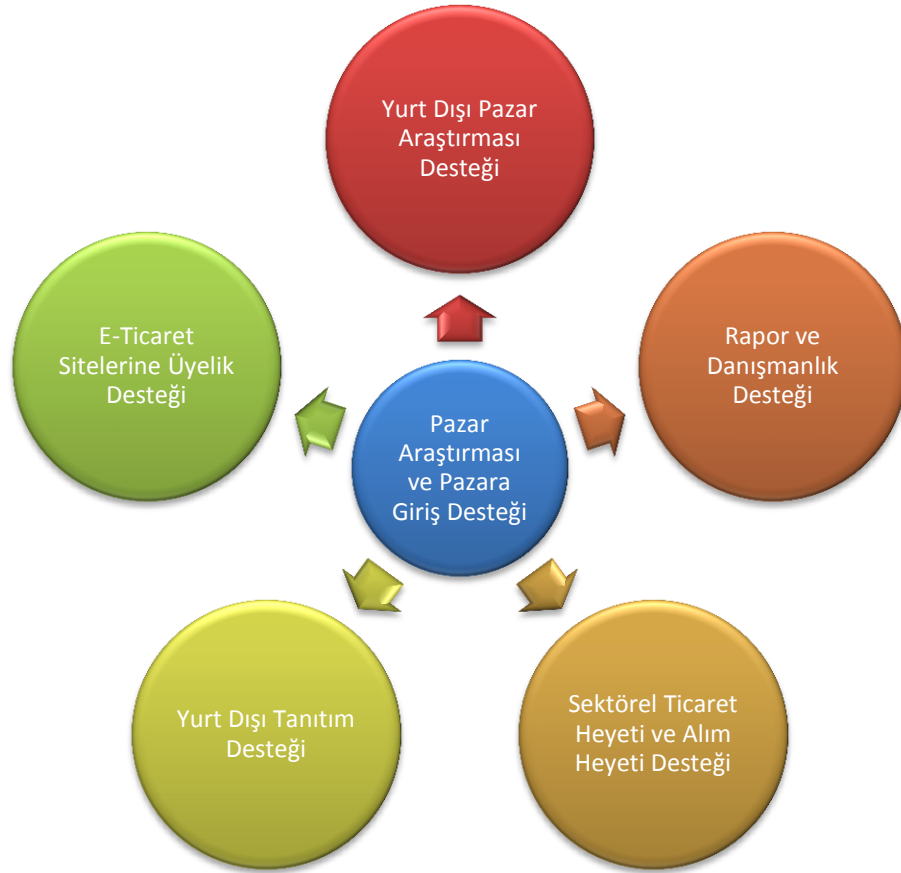 Yurt Dışı Pazar
Araştırması
Desteği
E-Ticaret
Sitelerine Üyelik
Desteği
Rapor ve
Danışmanlık
Desteği
Pazar
Araştırması
ve Pazara
Giriş Desteği
Yurt Dışı Tanıtım
Desteği
Sektörel Ticaret
Heyeti ve Alım
Heyeti Desteği